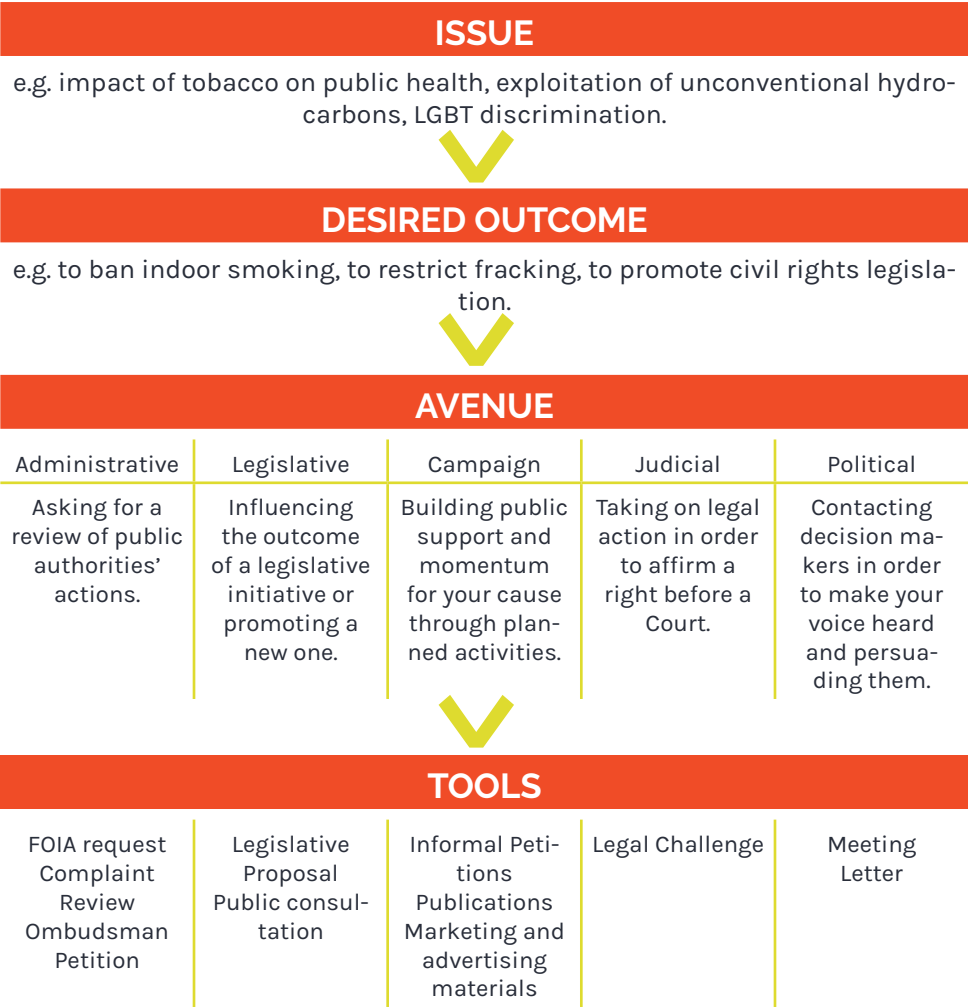 ISSUE
e.g. impact of tobacco on public health, exploitation of unconventional hydro-
carbons, LGBT discrimination.
DESIRED OUTCOME
e.g. to ban indoor smoking, to restrict fracking, to promote civil rights legisla-
tion.
AVENUE
Administrative
Asking for a
review of public
authorities’
actions.
Legislative
Influencing
the outcome
of a legislative
initiative or
promoting a
new one.
Campaign
Building public
support and
momentum
for your cause
through plan-
ned activities.
Judicial
Taking on legal
action in order
to affirm a
right before a
Court.
Political
Contacting
decision ma-
kers in order
to make your
voice heard
and persua-
ding them.
TOOLS
FOIA request
Complaint
Review
Ombudsman
Petition
Legislative
Proposal
Public consul-
tation
Informal Peti-
tions
Publications
Marketing and
advertising
materials
Legal Challenge
Meeting
Letter